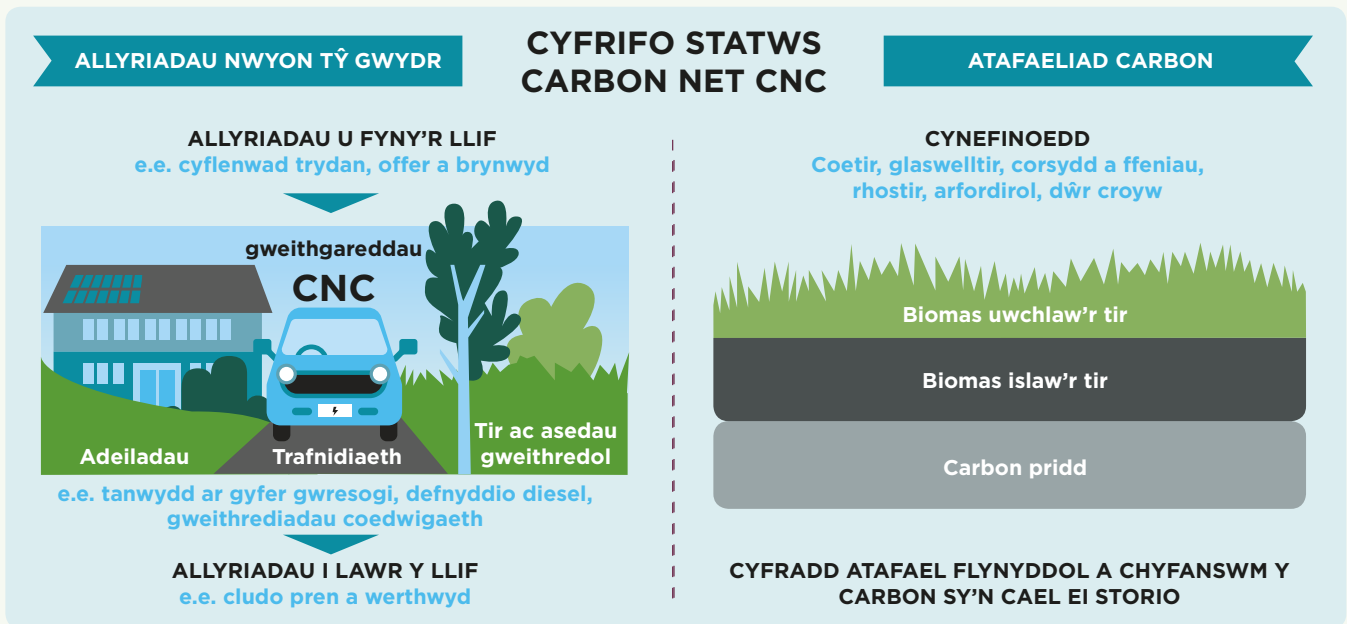 CYFRIFO STATWS
CARBON NET CNC
ALLYRIADAU NWYON TŶ GWYDR
ALLYRIADAU U FYNY’R LLIF
e.e. cyflenwad trydan, offer a brynwyd
gweithgareddau
CNC
Adeiladau
Trafnidiaeth
Tir ac asedau
gweithredol
e.e. tanwydd ar gyfer gwresogi, defnyddio diesel,
gweithrediadau coedwigaeth
ALLYRIADAU I LAWR Y LLIF
e.e. cludo pren a werthwyd
ATAFAELIAD CARBON
CYNEFINOEDD
Coetir, glaswelltir, corsydd a ffeniau,
rhostir, arfordirol, dŵr croyw
Biomas uwchlaw’r tir
Biomas islaw’r tir
Carbon pridd
CYFRADD ATAFAEL FLYNYDDOL A CHYFANSWM Y
CARBON SY’N CAEL EI STORIO